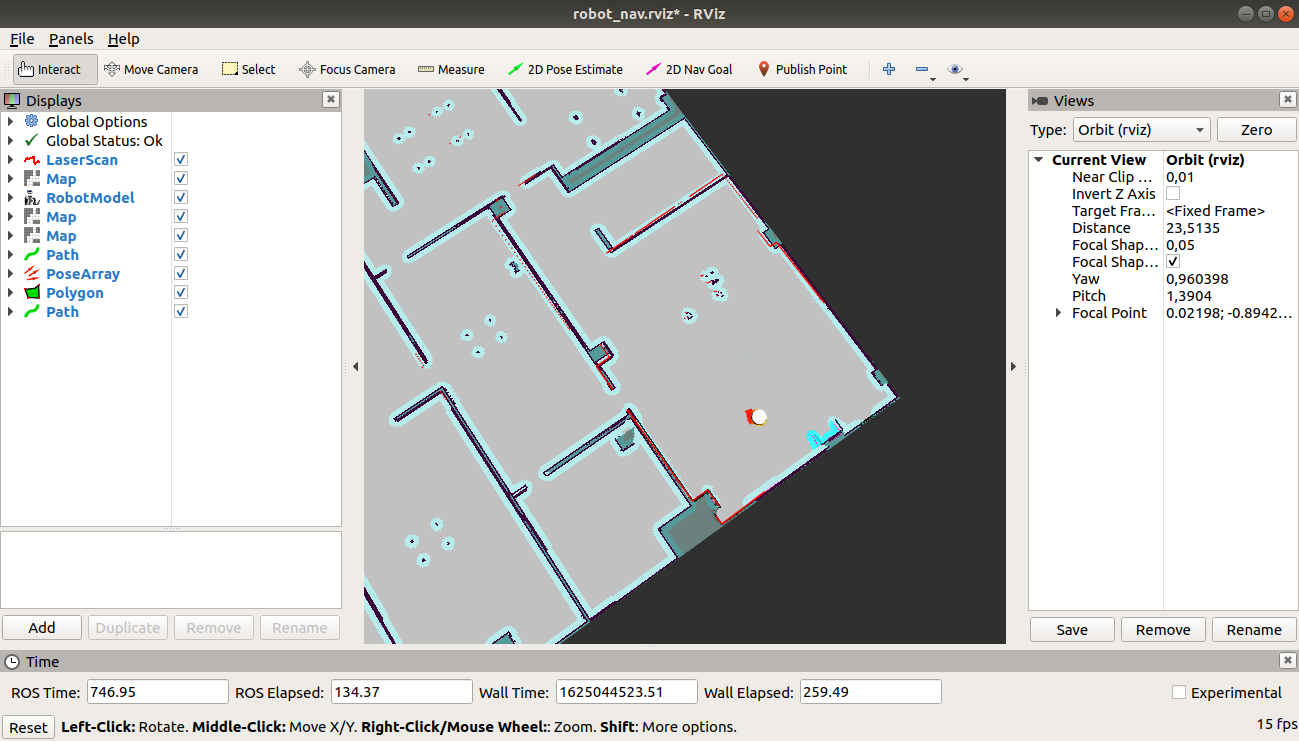 robot_nav.rviz* - RViz
File Panels Help
Interact Move Camera Select Focus Camera Measure 2D Pose Estimate 2D Nav Goal Publish Point
Displays
Global Options
Global Status: Ok
LaserScan
Map
RobotModel
Map
Map
Path
PoseArray
Polygon
Path
Add Duplicate Remove Rename
Views
Type: Orbit (rviz) Zero
Current View Orbit (rviz)
Near Clip ... 0,01
Invert Z Axis
Target Fra... <Fixed Frame>
Distance 23,5135
Focal Shap... 0,05
Focal Shap...
Yaw 0,960398
Pitch 1,3904
Focal Point 0.02198; -0.8942...
Save Remove Rename
Time
ROS Time: 746.95 ROS Elapsed: 134.37 Wall Time: 1625044523.51 Wall Elapsed: 259.49 Experimental
Reset Left-Click: Rotate. Middle-Click: Move X/Y. Right-Click/Mouse Wheel:: Zoom. Shift: More options. 15 fps